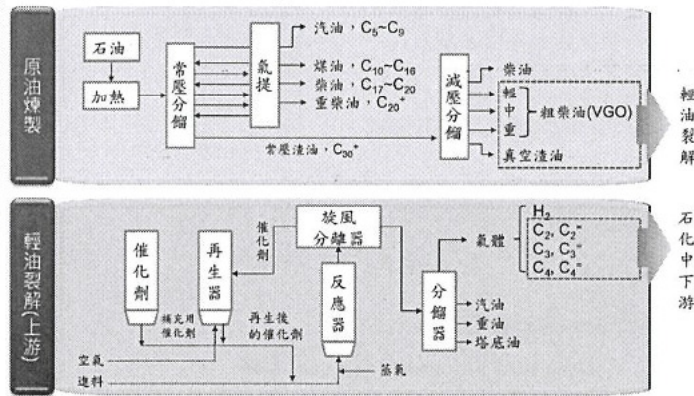 原油煉製
石油
加熱
常壓分餾
氣提
汽油，C₅~C₉
煤油，C₁₀~C₁₆
柴油，C₁₇~C₂₀
重柴油，C₂₀⁺
常壓渣油，C₃₀⁺
減壓分餾
柴油
輕
中
重
粗柴油(VGO)
真空渣油
輕油裂解
輕油裂解(上游)
催化劑
再生器
催化劑
旋風
分離器
反應器
補充用
催化劑
再生後
的催化劑
空氣
進料
蒸氣
分餾器
氣體
H₂
C₂, C₂⁼
C₃, C₃⁼
C₄, C₄⁼
汽油
重油
塔底油
石化中下游